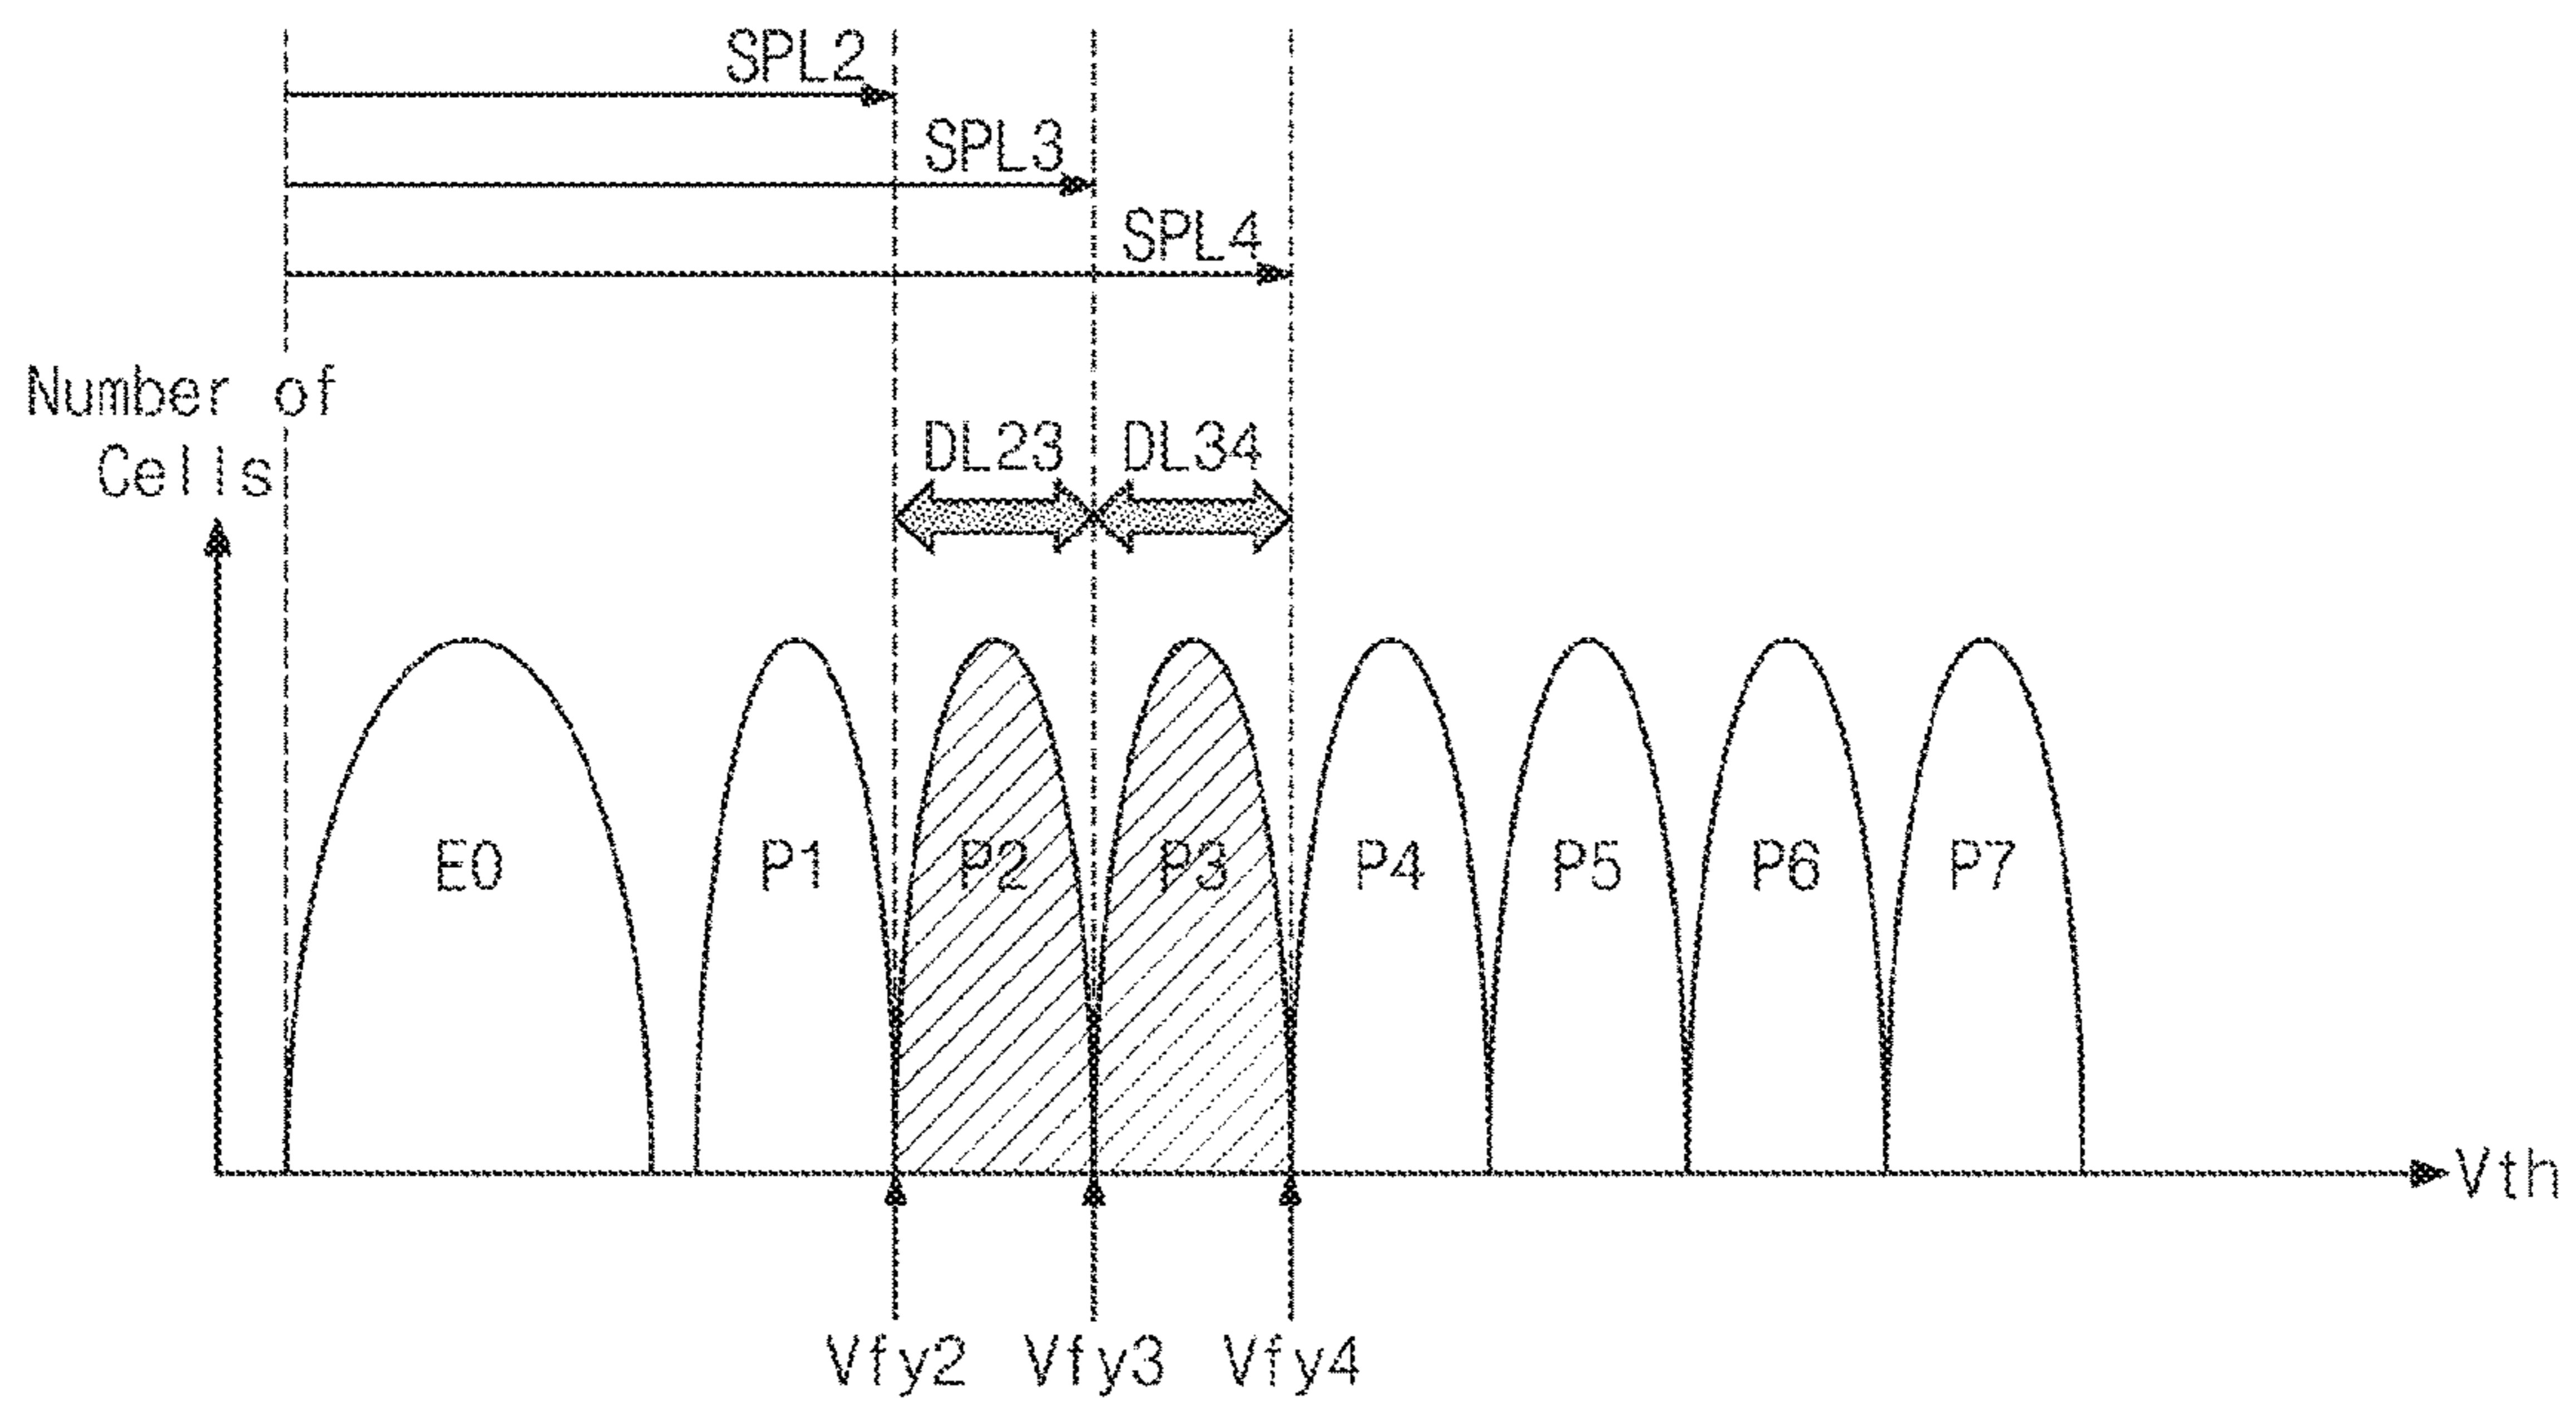 SPL2
SPL3
SPL4
Number of
Cells
DL23 DL34
E0 P1 P2 P3 P4 P5 P6 P7
Vth
Vfy2 Vfy3 Vfy4